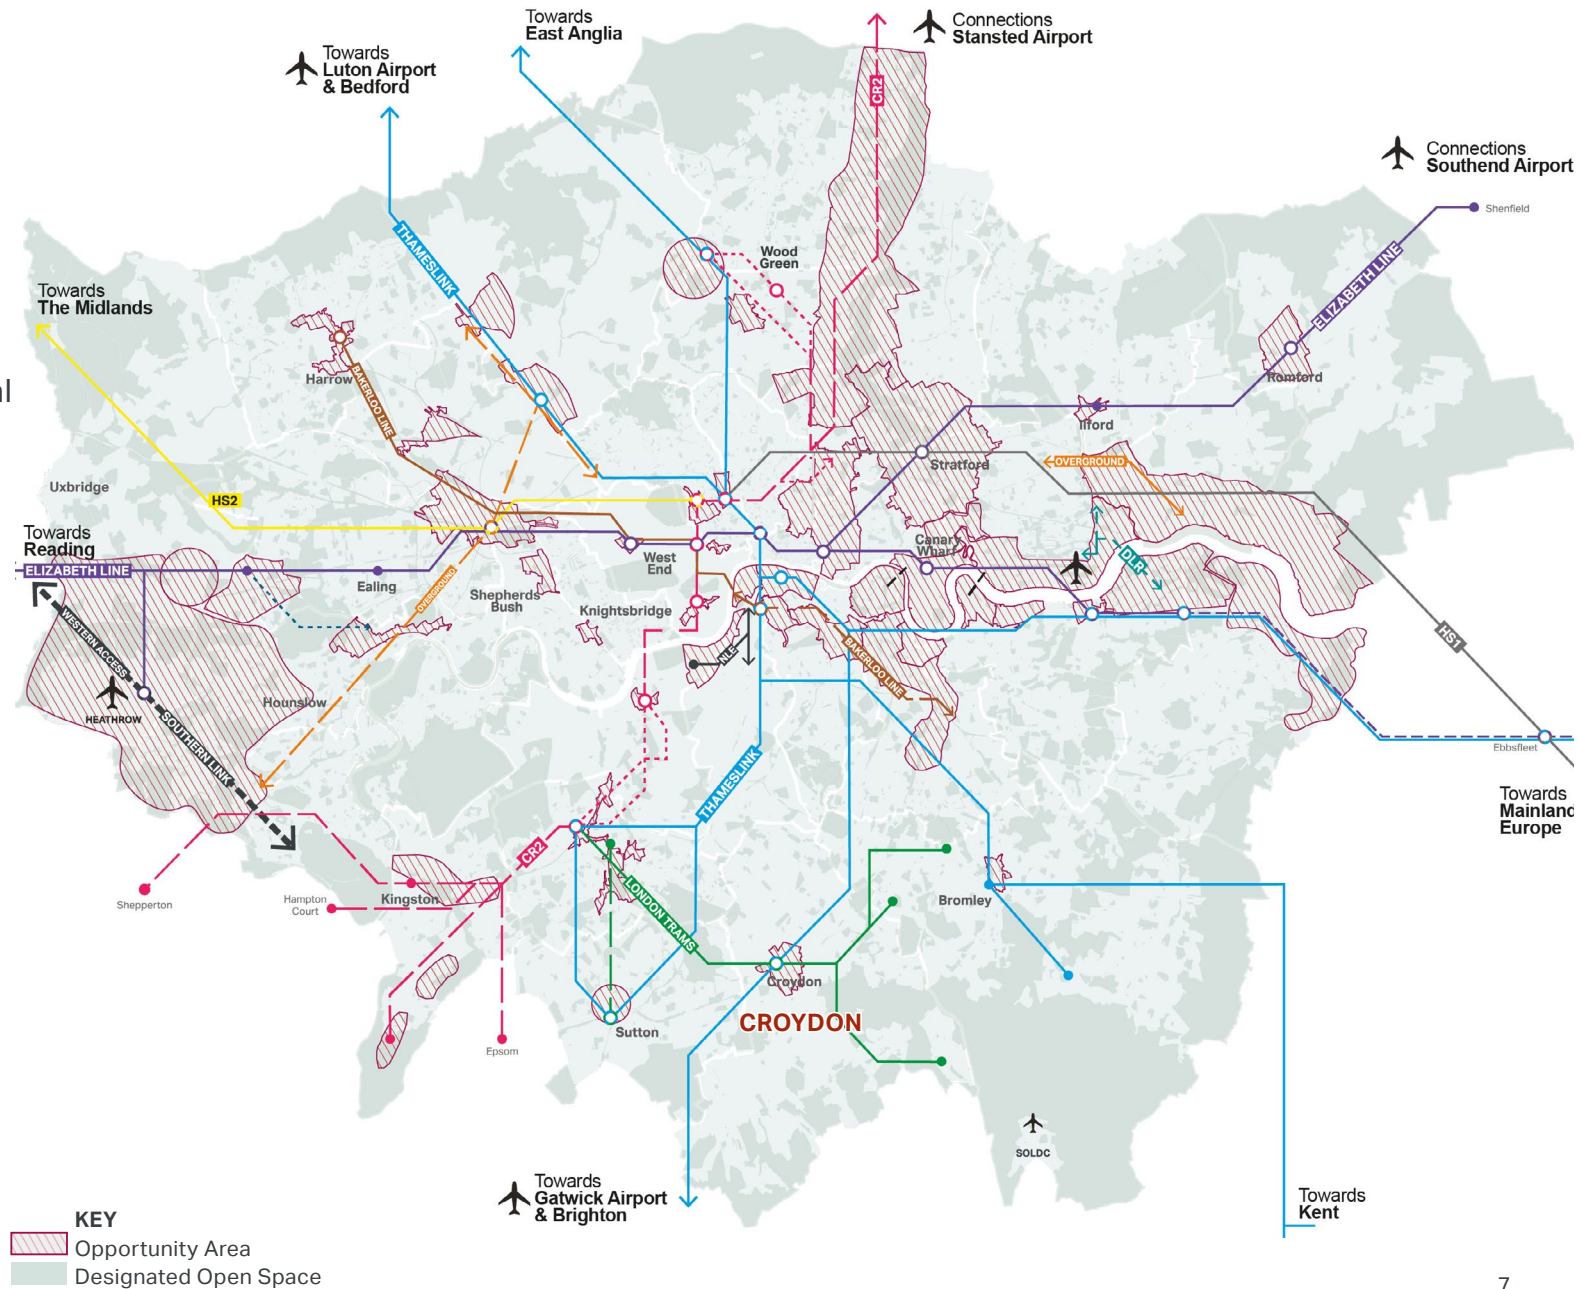 Towards
East Anglia
Connections
Stansted Airport
Towards
Luton Airport
& Bedford
CR2
Connections
Southend Airport
Shenfield
THAMESLINK
Wood
Green
ELIZABETH LINE
Towards
The Midlands
Harrow
BAKERLOO LINE
Romford
al
Ilford
Stratford
OVERGROUND
Uxbridge
HS2
Towards
Reading
ELIZABETH LINE
Ealing
West
End
Canary
Wharf
DLR
OVERGROUND
Shepherds
Bush
Knightsbridge
WESTERN ACCESS
HEATHROW
SOUTHERN LINK
Hounslow
NLE
BAKERLOO LINE
HS1
Ebbsfleet
THAMESLINK
Towards
Mainland
Europe
CR2
Shepperton
Hampton
Court
Kingston
LONDON TRAMS
Bromley
Croydon
CROYDON
Sutton
Epsom
SOLDC
Towards
Gatwick Airport
& Brighton
Towards
Kent
KEY
Opportunity Area
Designated Open Space
7